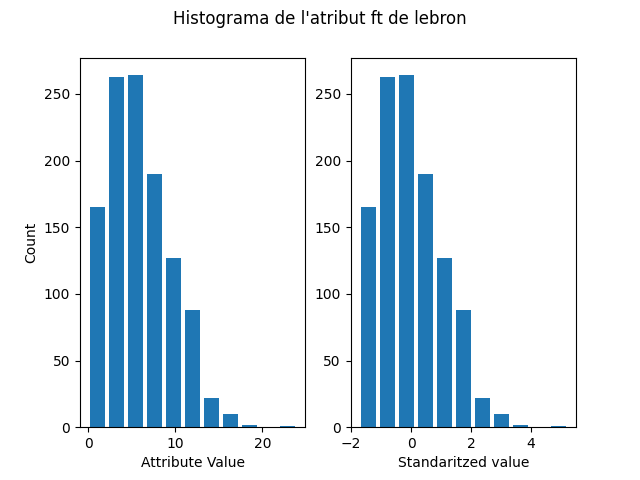 Histograma de l'atribut ft de lebron
Count
250
200
150
100
50
0
0 10 20
Attribute Value
250
200
150
100
50
0
−2 0 2 4
Standaritzed value